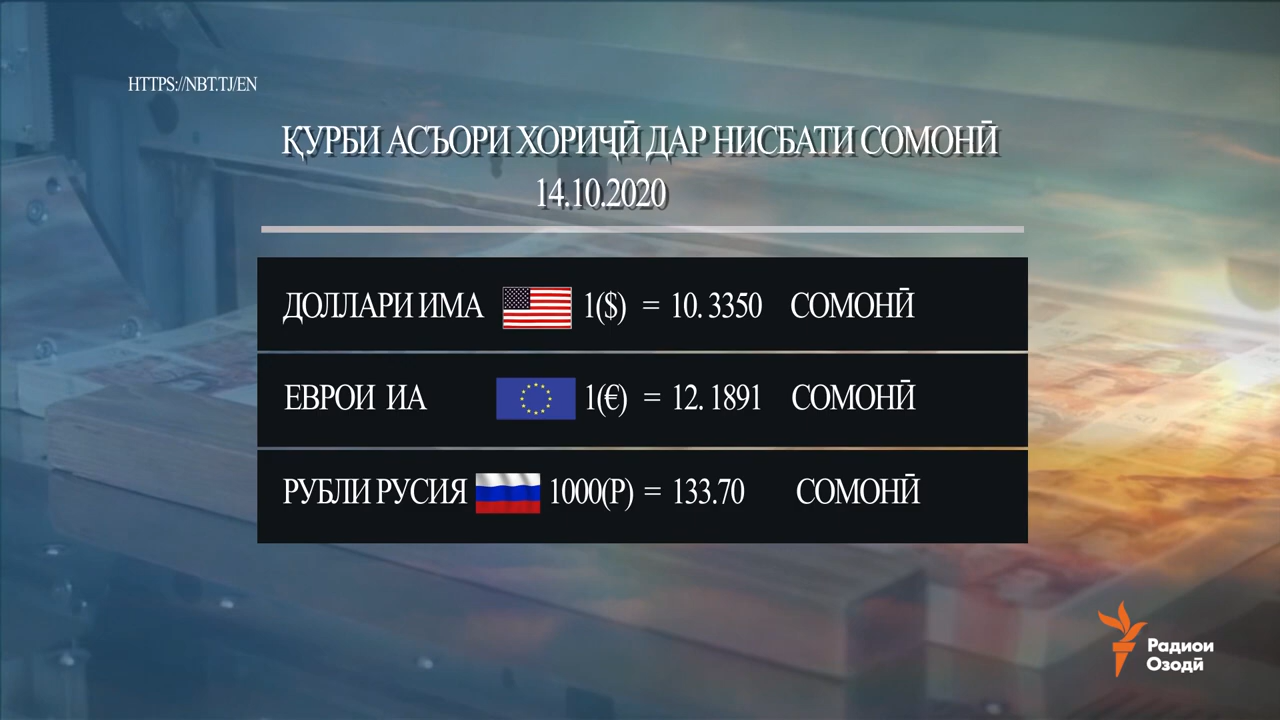 HTTPS://NBT.TJ/EN
ҚУРБИ АСЪОРИ ХОРИҶӢ ДАР НИСБАТИ СОМОНӢ
14.10.2020
ДОЛЛАРИ ИМА 1($) = 10. 3350 СОМОНӢ
ЕВРОИ ИА 1(€) = 12. 1891 СОМОНӢ
РУБЛИ РУСИЯ 1000(Р) = 133.70 СОМОНӢ
Радиои
Озодӣ